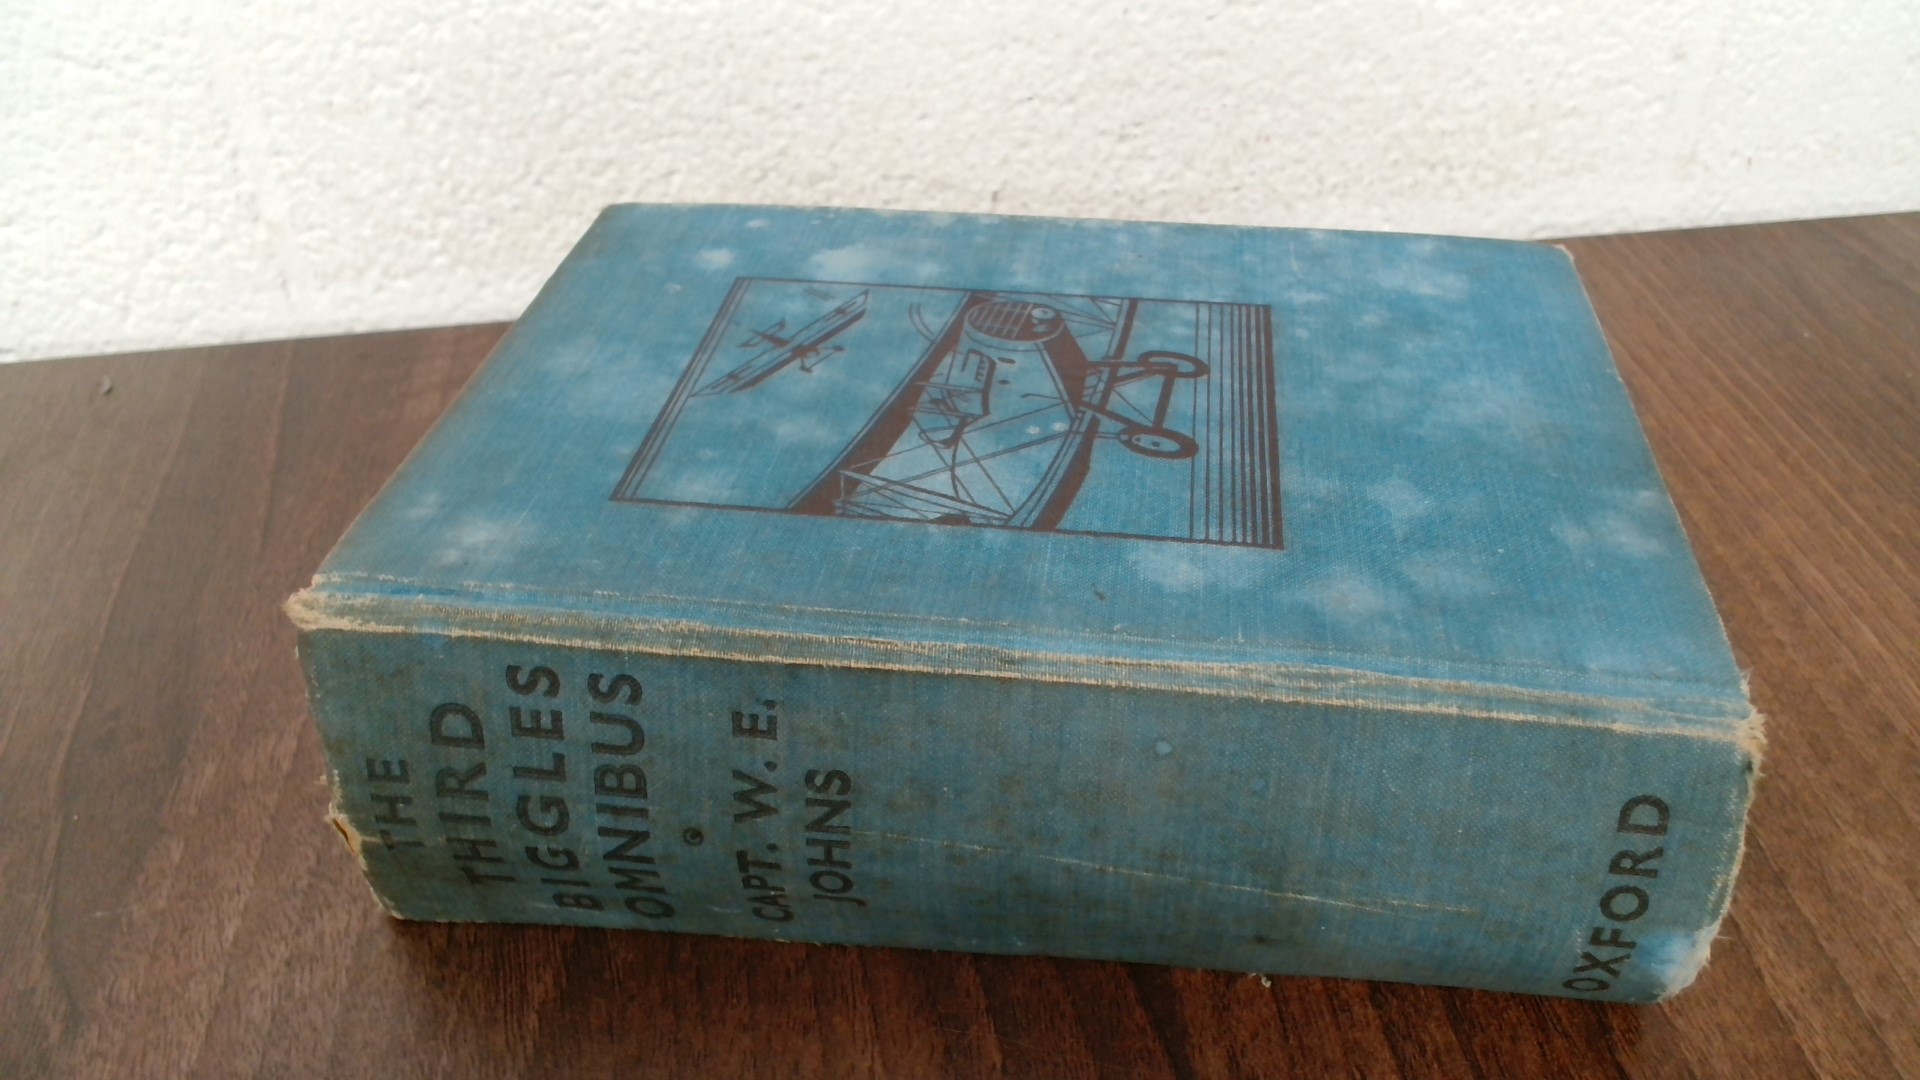 THE
THIRD
BIGGLES
OMNIBUS
CAPT. W. E.
JOHNS
OXFORD